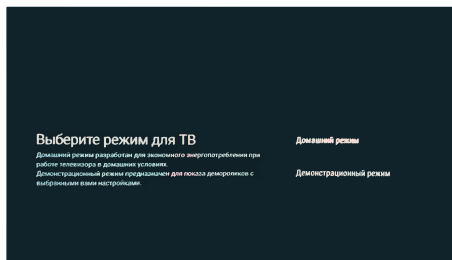 Выберите режим для ТВ
Домашний режим разработан для экономного энергопотребления при
работе телевизора в домашних условиях.
Демонстрационный режим предназначен для показа демороликов с
выбранными вами настройками.
Домашний режим
Демонстрационный режим